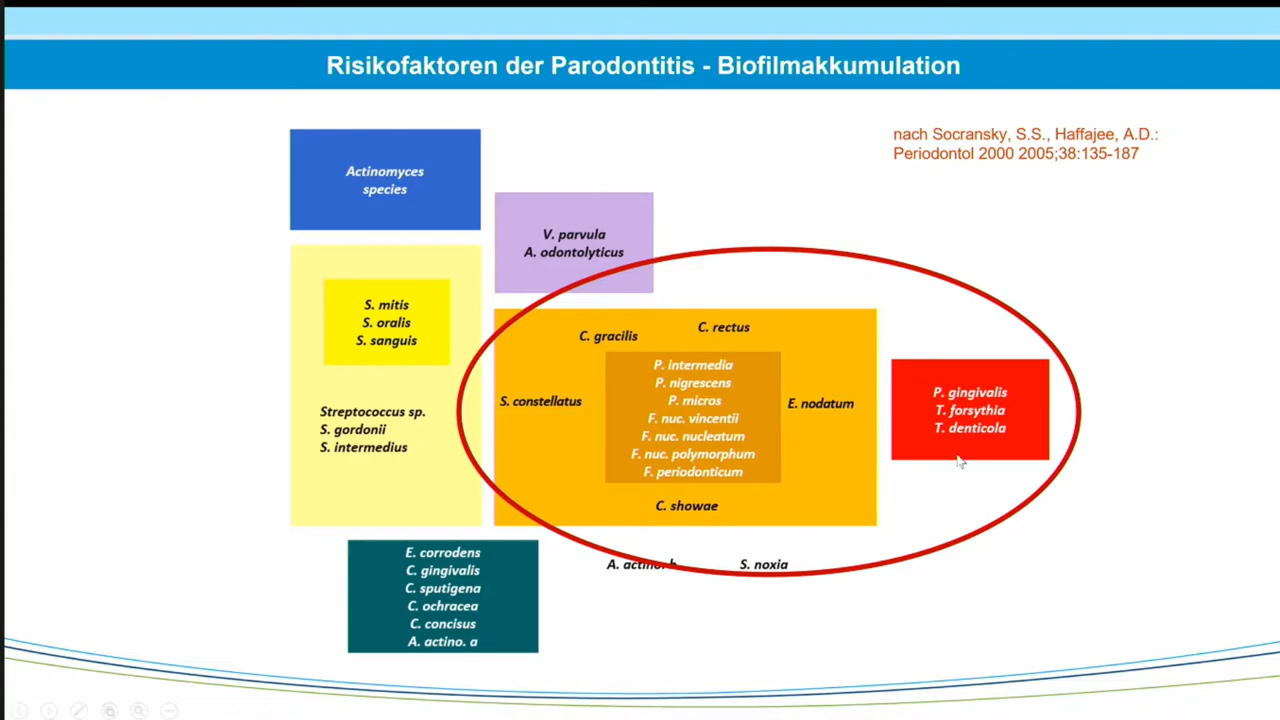 Risikofaktoren der Parodontitis - Biofilmakkumulation
nach Socransky, S.S., Haffajee, A.D.:
Periodontol 2000 2005;38:135-187
Actinomyces
species
V. parvula
A. odontolyticus
S. mitis
S. oralis
S. sanguis
Streptococcus sp.
S. gordonii
S. intermedius
C. gracilis
C. rectus
S. constellatus
P. intermedia
P. nigrescens
P. micros
F. nuc. vincentii
F. nuc. nucleatum
F. nuc. polymorphum
F. periodonticum
E. nodatum
C. showae
P. gingivalis
T. forsythia
T. denticola
A. actino. b
S. noxia
E. corrodens
C. gingivalis
C. sputigena
C. ochracea
C. concisus
A. actino. a